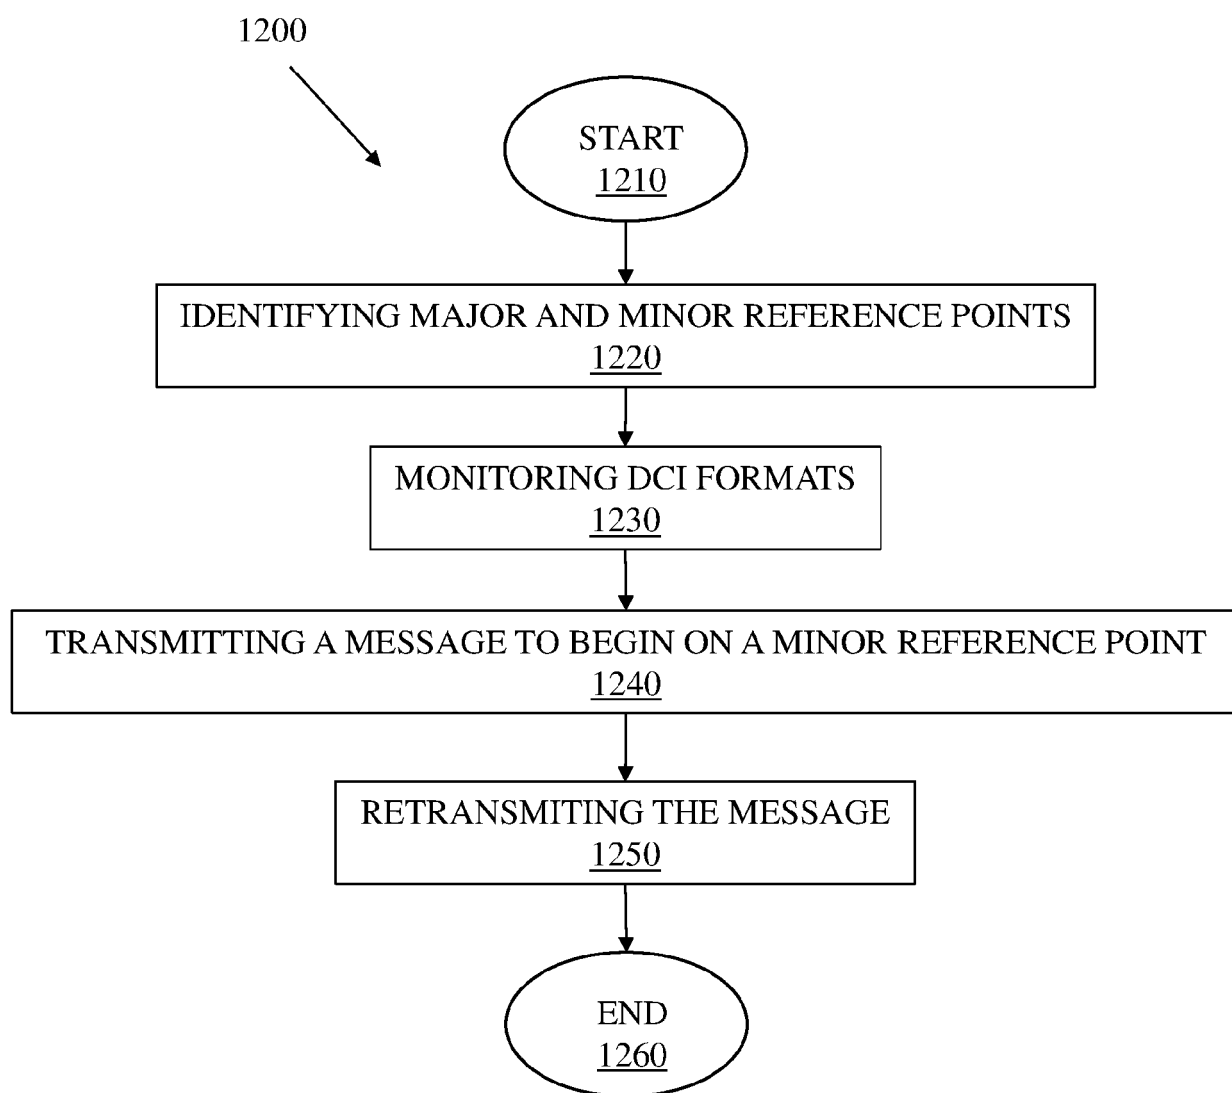 1200
START
1210
IDENTIFYING MAJOR AND MINOR REFERENCE POINTS
1220
MONITORING DCI FORMATS
1230
TRANSMITTING A MESSAGE TO BEGIN ON A MINOR REFERENCE POINT
1240
RETRANSMITING THE MESSAGE
1250
END
1260